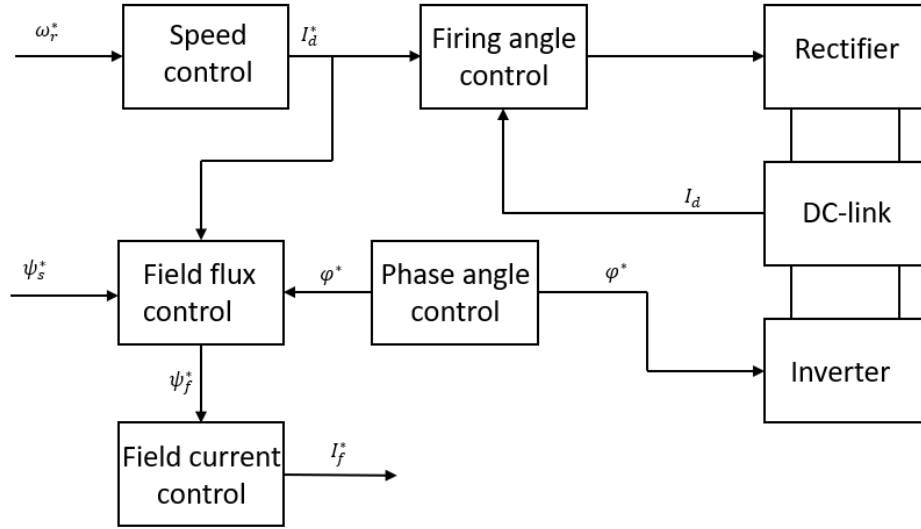 ω_r^*
Speed
control
I_d^*
Firing angle
control
Rectifier
I_d
DC-link
ψ_s^*
Field flux
control
φ^*
Phase angle
control
φ^*
Inverter
ψ_f^*
Field current
control
I_f^*